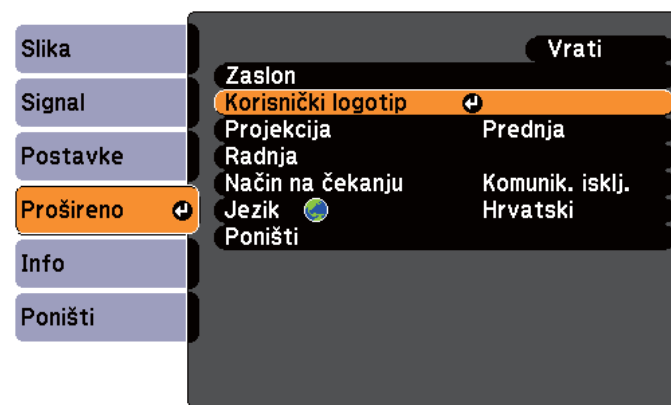 Slika
Signal
Postavke
Prošireno
Info
Poništi
Vrati
Zaslon
Korisnički logotip
Projekcija Prednja
Radnja
Način na čekanju Komunik. isklj.
Jezik Hrvatski
Poništi